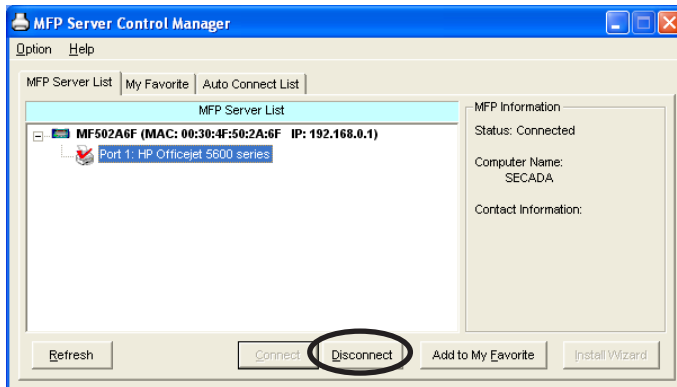 MFP Server Control Manager
Option Help
MFP Server List My Favorite Auto Connect List
MFP Server List
MF502A6F (MAC: 00:30:4F:50:2A:6F IP: 192.168.0.1)
Port 1: HP Officejet 5600 series
MFP Information
Status: Connected
Computer Name:
SECADA
Contact Information:
Refresh Connect Disconnect Add to My Favorite Install Wizard